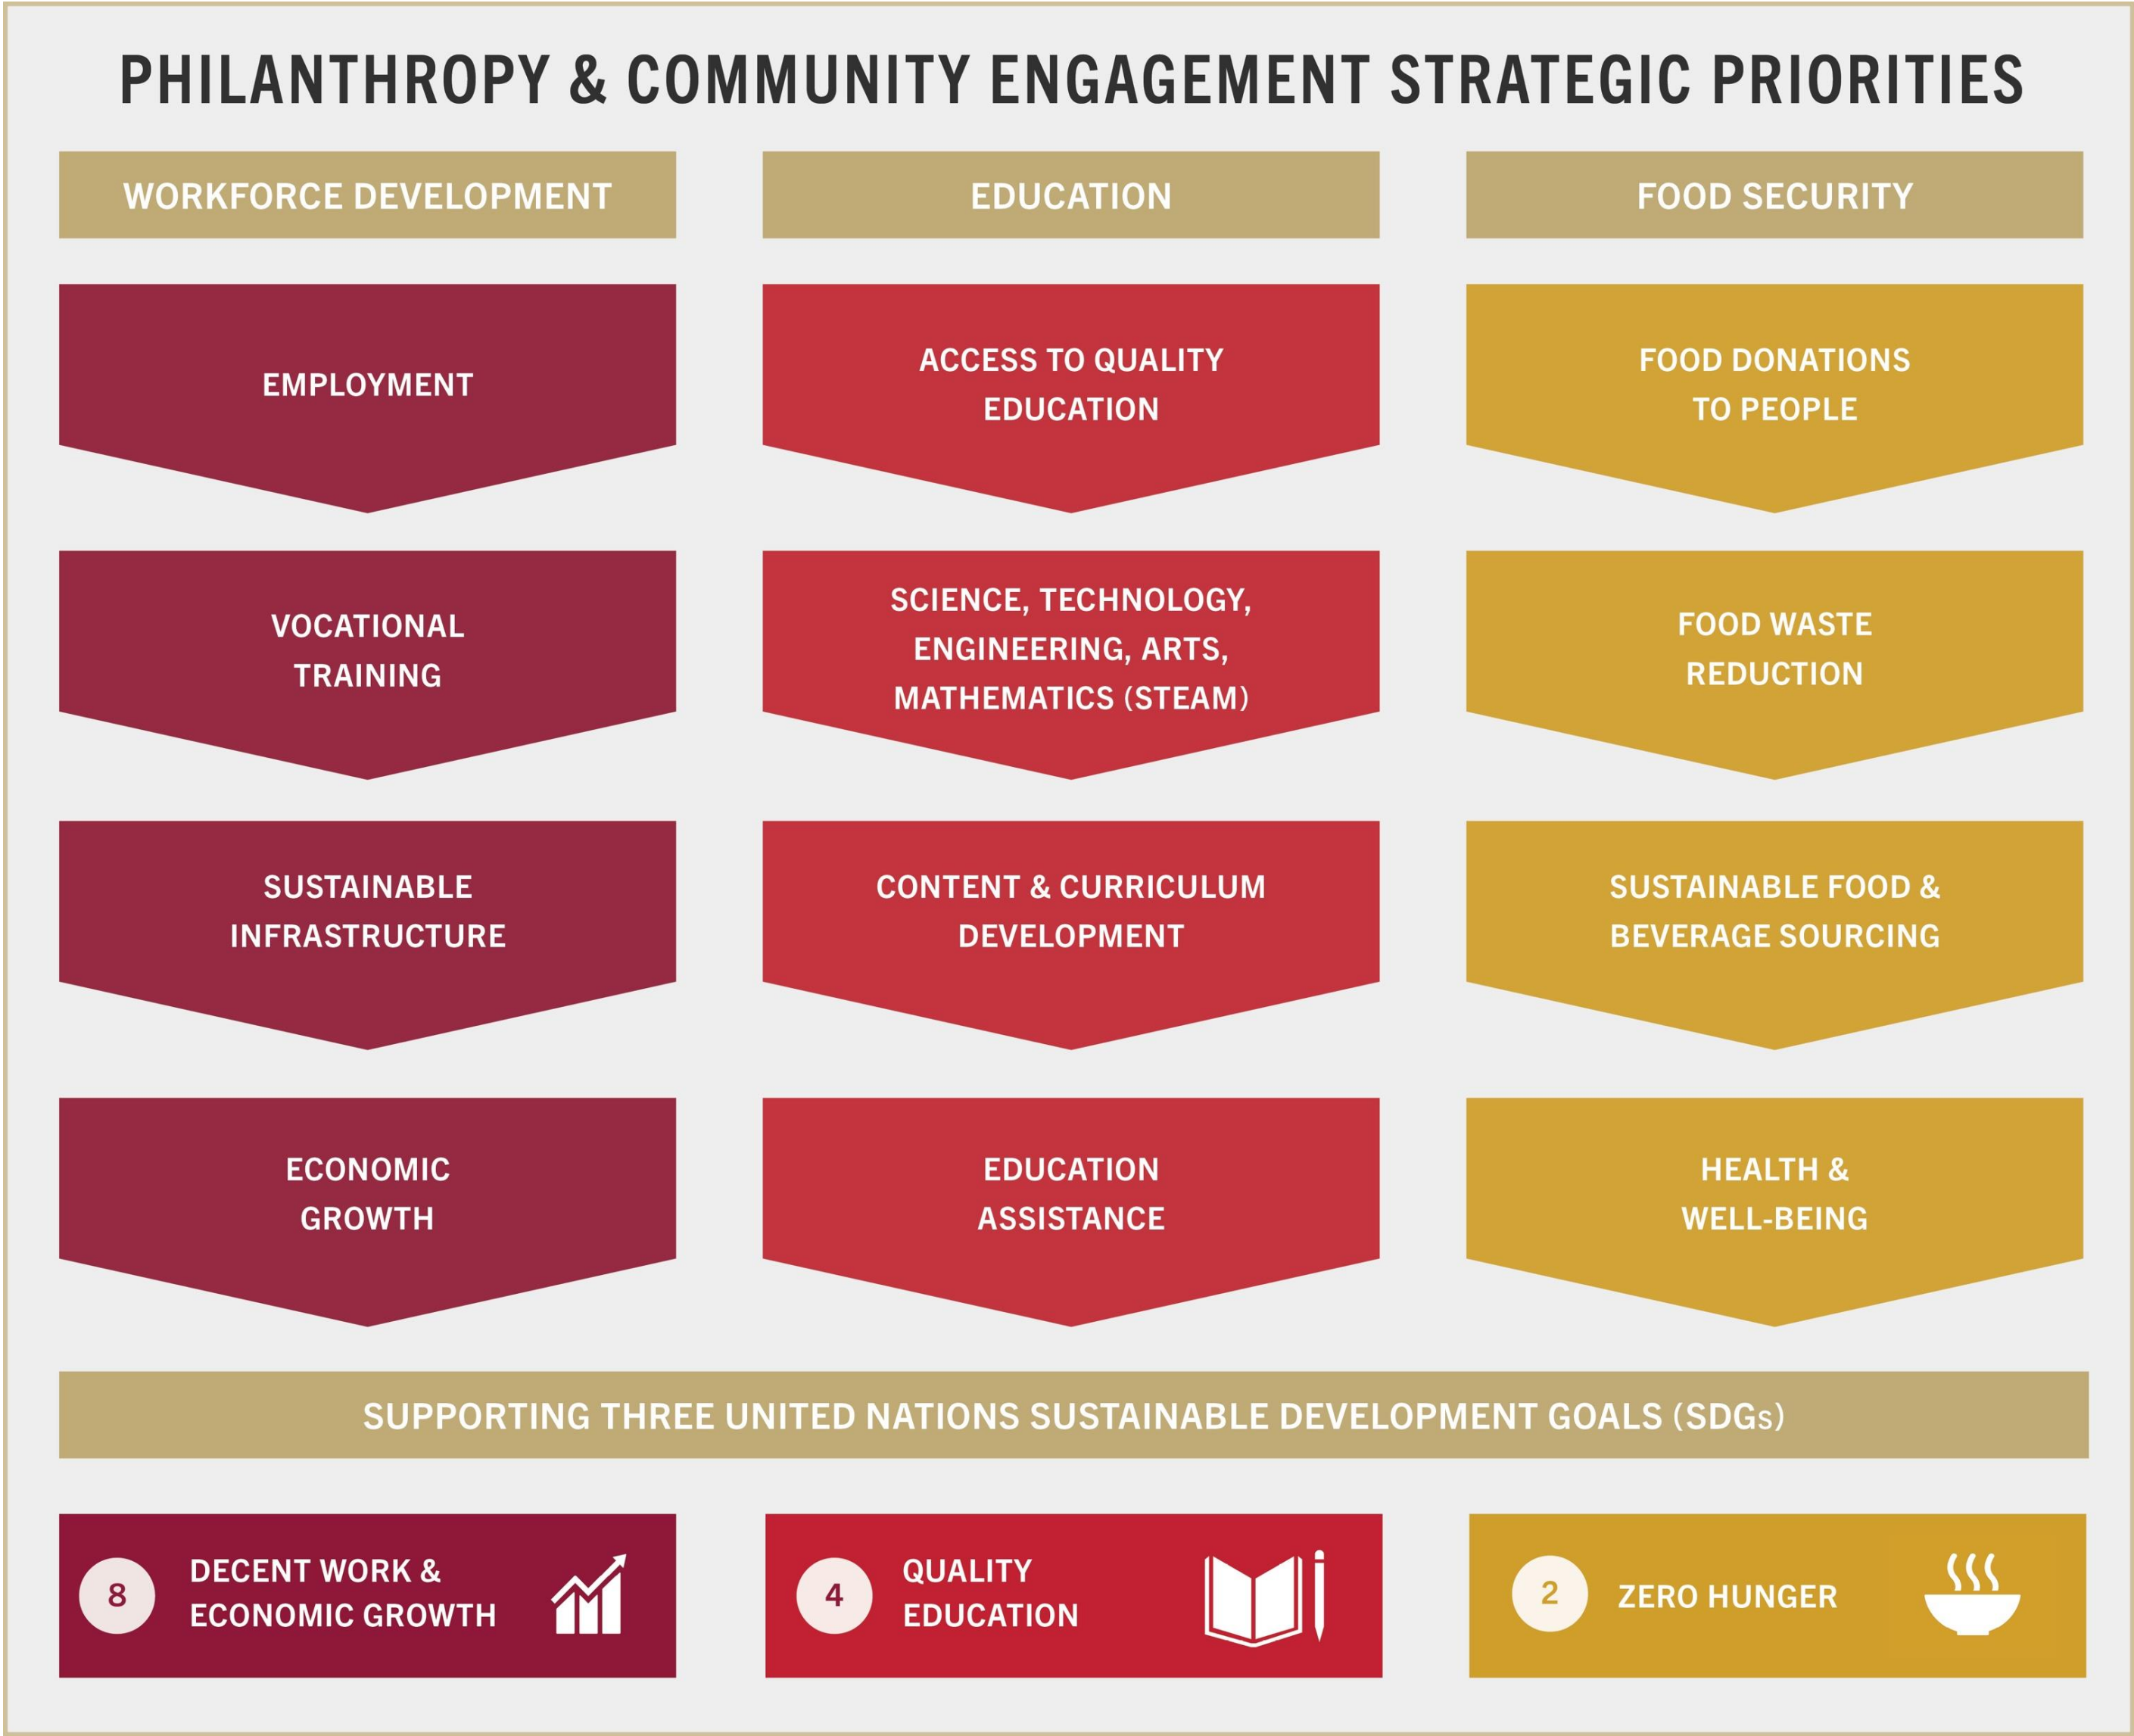 PHILANTHROPY & COMMUNITY ENGAGEMENT STRATEGIC PRIORITIES
WORKFORCE DEVELOPMENT
EMPLOYMENT
VOCATIONAL
TRAINING
SUSTAINABLE
INFRASTRUCTURE
ECONOMIC
GROWTH
EDUCATION
ACCESS TO QUALITY
EDUCATION
SCIENCE, TECHNOLOGY,
ENGINEERING, ARTS,
MATHEMATICS (STEAM)
CONTENT & CURRICULUM
DEVELOPMENT
EDUCATION
ASSISTANCE
FOOD SECURITY
FOOD DONATIONS
TO PEOPLE
FOOD WASTE
REDUCTION
SUSTAINABLE FOOD &
BEVERAGE SOURCING
HEALTH &
WELL-BEING
SUPPORTING THREE UNITED NATIONS SUSTAINABLE DEVELOPMENT GOALS (SDGs)
8
DECENT WORK &
ECONOMIC GROWTH
4
QUALITY
EDUCATION
2
ZERO HUNGER